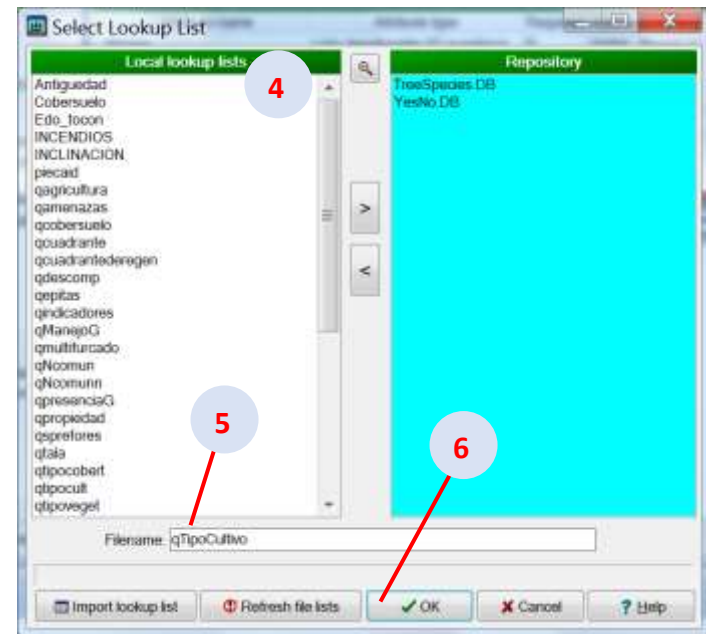 Select Lookup List
Local lookup lists
4
Repository
Antiguedad
Cobersuelo
Edo_tocon
INCENDIOS
INCLINACION
piecaid
qagricultura
qamenazas
qcobersuelo
qcuadrante
qcuadrantederegen
qdescomp
qepifas
qindicadores
qManejoG
qmultifurcado
qNcomun
qNcomunn
qpresenciaG
qpropiedad
qsprefores
qtala
qtipocobert
qtipocult
qtipoveget
TreeSpecies.DB
YesNo.DB
>
<
5
6
Filename: qTipoCultivo
Import lookup list
Refresh file lists
OK
Cancel
Help